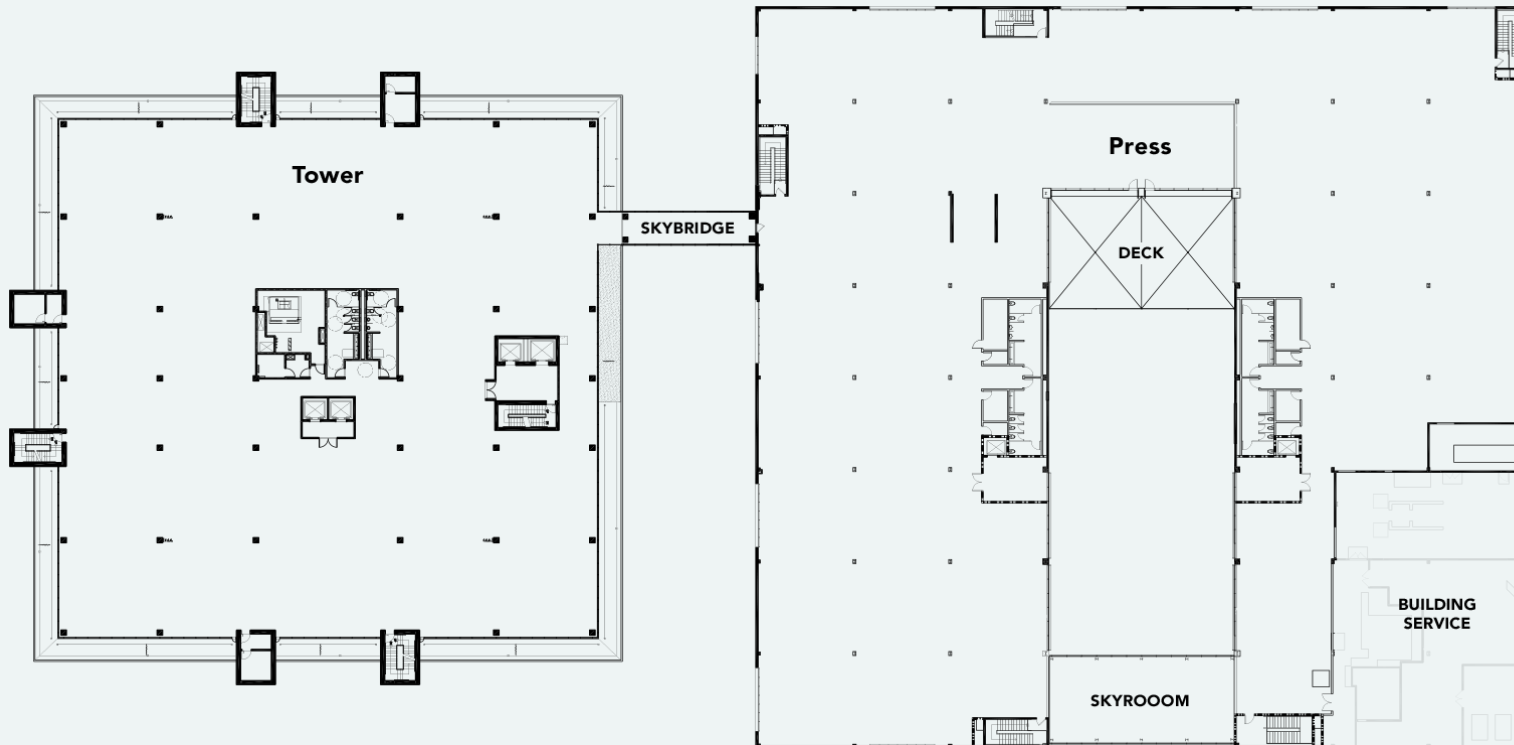 Tower
Press
SKYBRIDGE
DECK
BUILDING
SERVICE
SKYROOOM